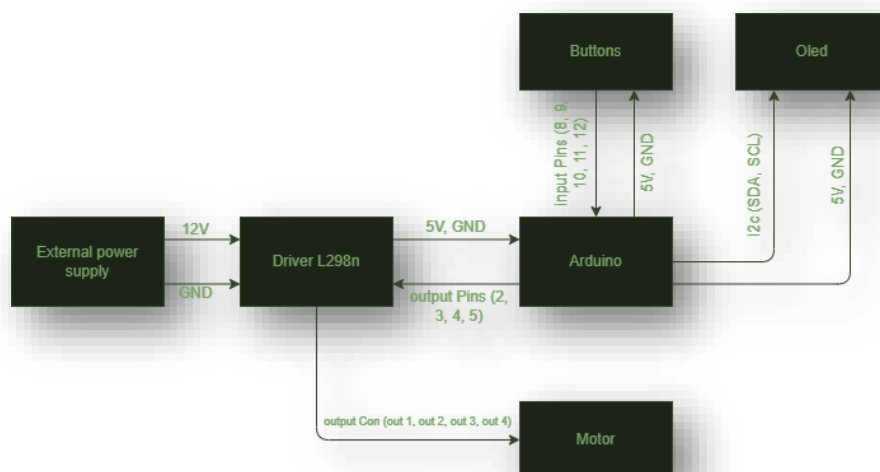 Buttons
Oled
input Pins (8, 9,
10, 11, 12)
5V, GND
I2c (SDA, SCL)
5V, GND
External power
supply
12V
GND
Driver L298n
5V, GND
output Pins (2,
3, 4, 5)
Arduino
output Con (out 1, out 2, out 3, out 4)
Motor